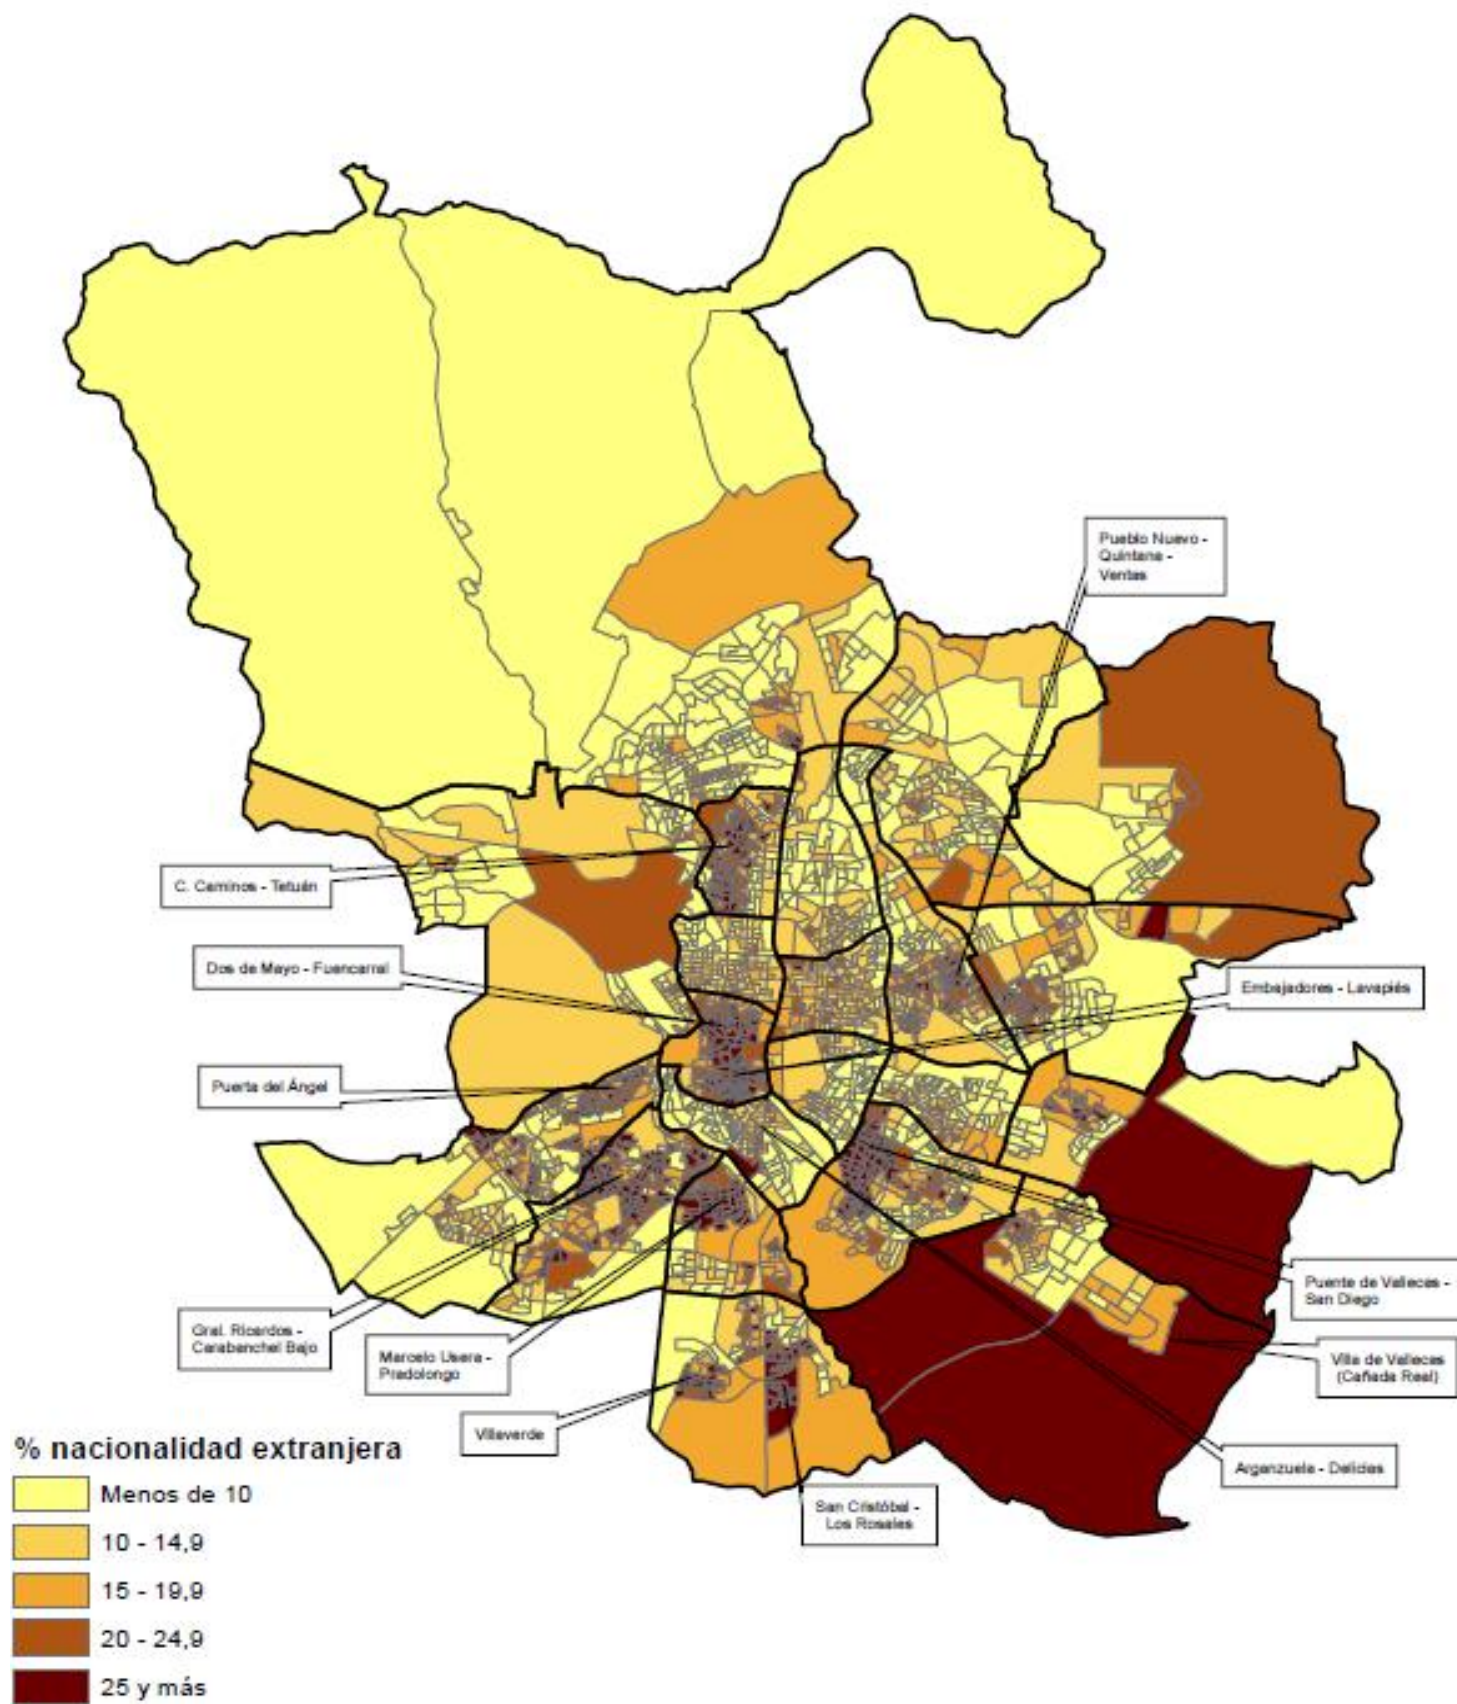 Pueblo Nuevo -
Quintana -
Ventas
C. Caminos - Tetuán
Dos de Mayo - Fuencarral
Embajadores - Lavapiés
Puerta del Ángel
Gral. Ricardos -
Carabanchel Bajo
Marcelo Usera -
Pradolongo
Puente de Vallecas -
San Diego
Villa de Vallecas
(Cañada Real)
Villaverde
Arganzuela - Delicias
San Cristóbal -
Los Rosales
% nacionalidad extranjera
Menos de 10
10 - 14,9
15 - 19,9
20 - 24,9
25 y más